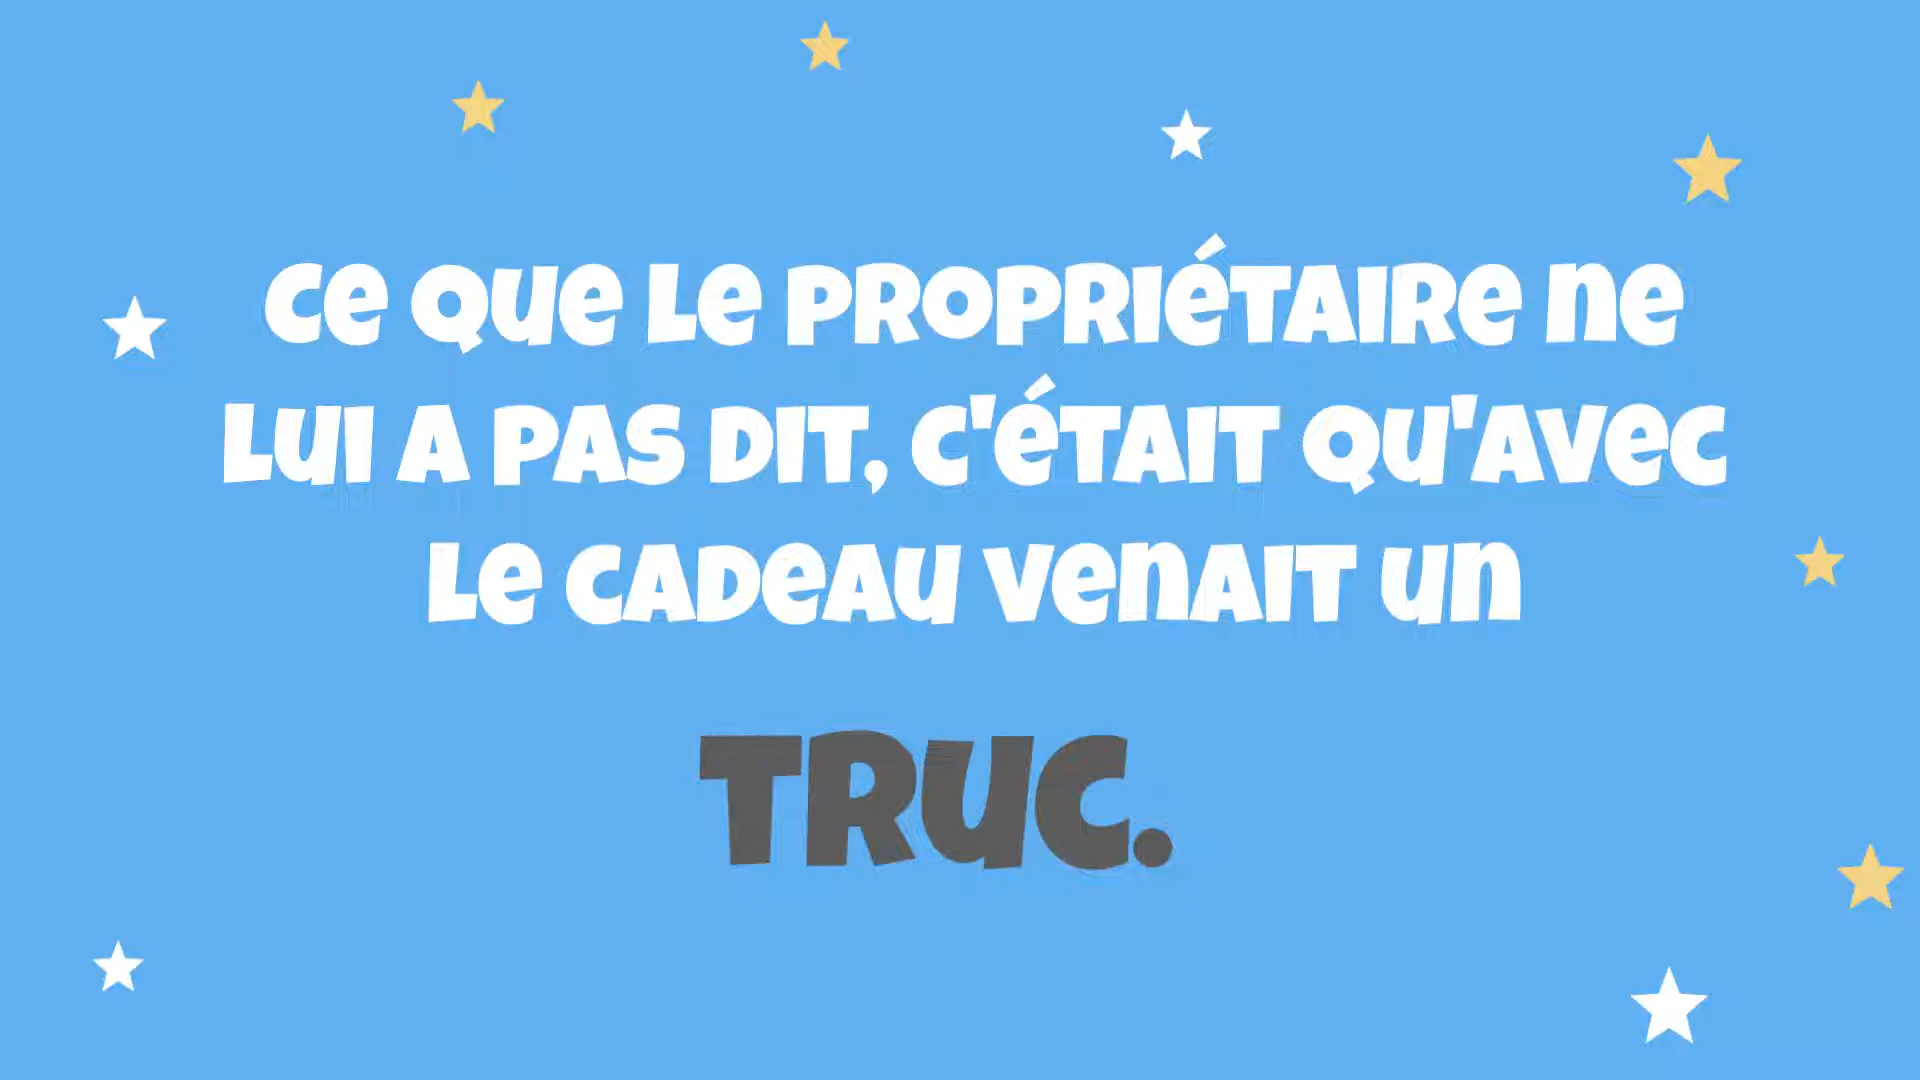 Ce que le propriétaire ne
lui a pas dit, c'était qu'avec
le cadeau venait un
truc.